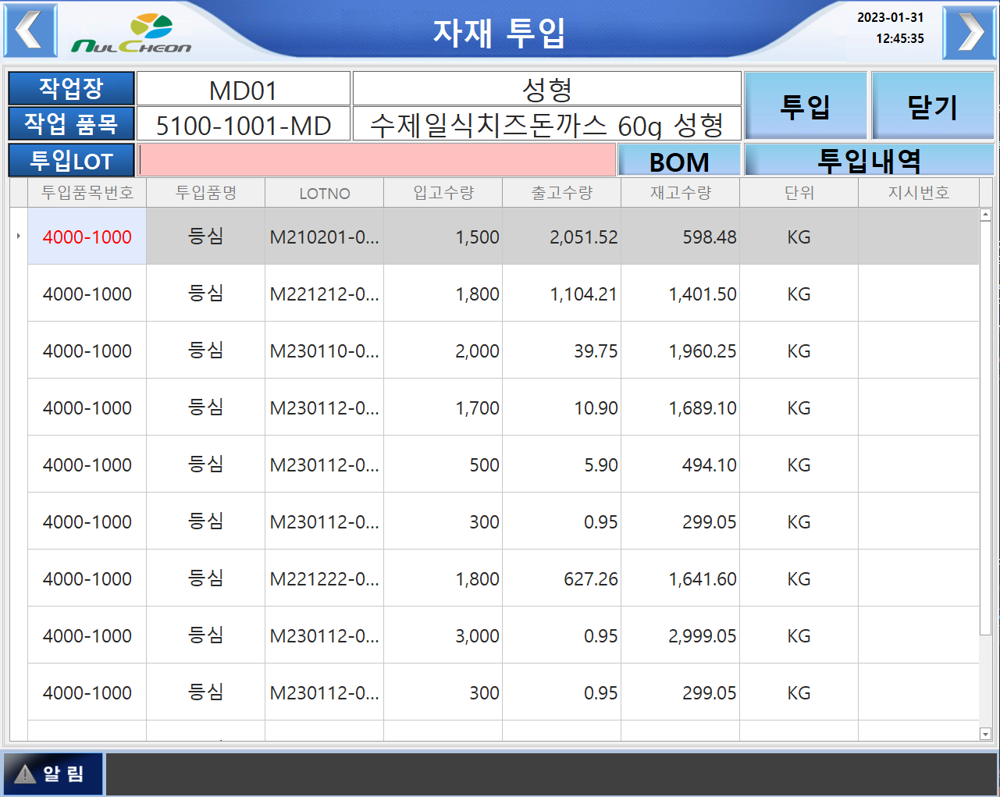 NULCHEON
자재 투입
2023-01-31
12:45:35
작업장 MD01 성형 투입 닫기
작업 품목 5100-1001-MD 수제일식치즈돈까스 60g 성형
투입LOT BOM 투입내역
투입품목번호 투입품명 LOTNO 입고수량 출고수량 재고수량 단위 지시번호
4000-1000 등심 M210201-0... 1,500 2,051.52 598.48 KG
4000-1000 등심 M221212-0... 1,800 1,104.21 1,401.50 KG
4000-1000 등심 M230110-0... 2,000 39.75 1,960.25 KG
4000-1000 등심 M230112-0... 1,700 10.90 1,689.10 KG
4000-1000 등심 M230112-0... 500 5.90 494.10 KG
4000-1000 등심 M230112-0... 300 0.95 299.05 KG
4000-1000 등심 M221222-0... 1,800 627.26 1,641.60 KG
4000-1000 등심 M230112-0... 3,000 0.95 2,999.05 KG
4000-1000 등심 M230112-0... 300 0.95 299.05 KG
알 림